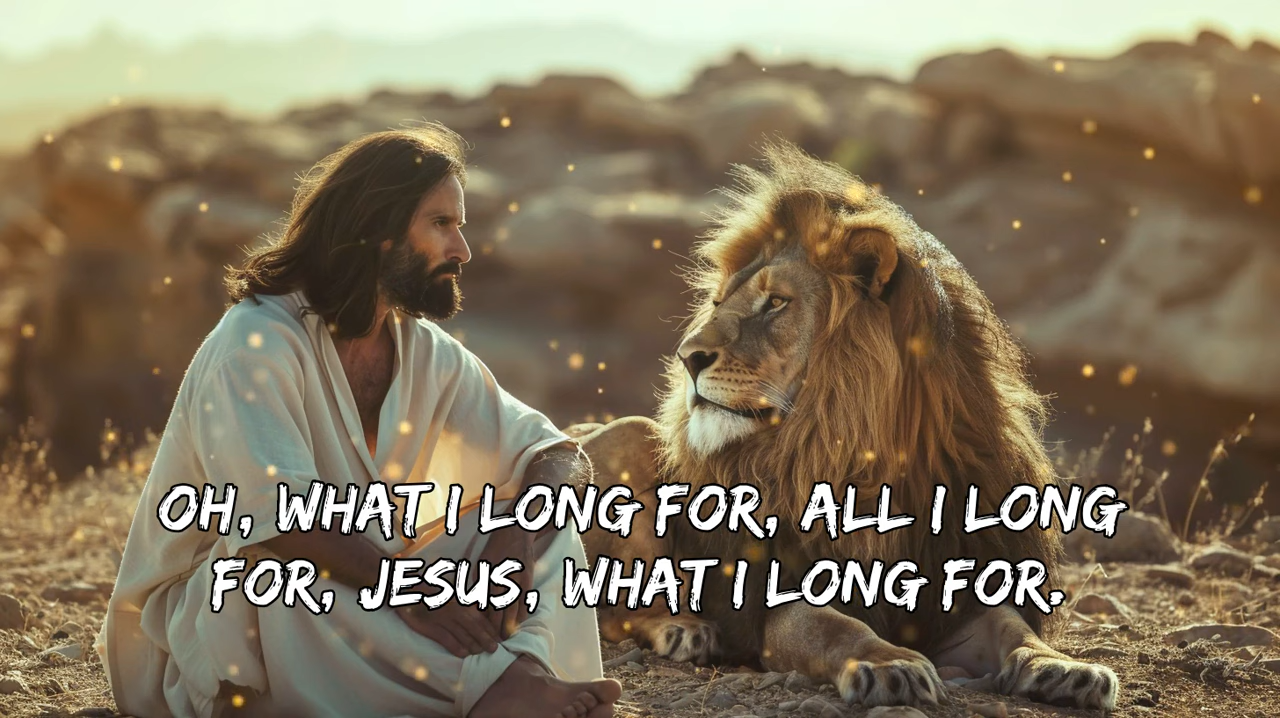 OH, WHAT I LONG FOR, ALL I LONG
FOR, JESUS, WHAT I LONG FOR.